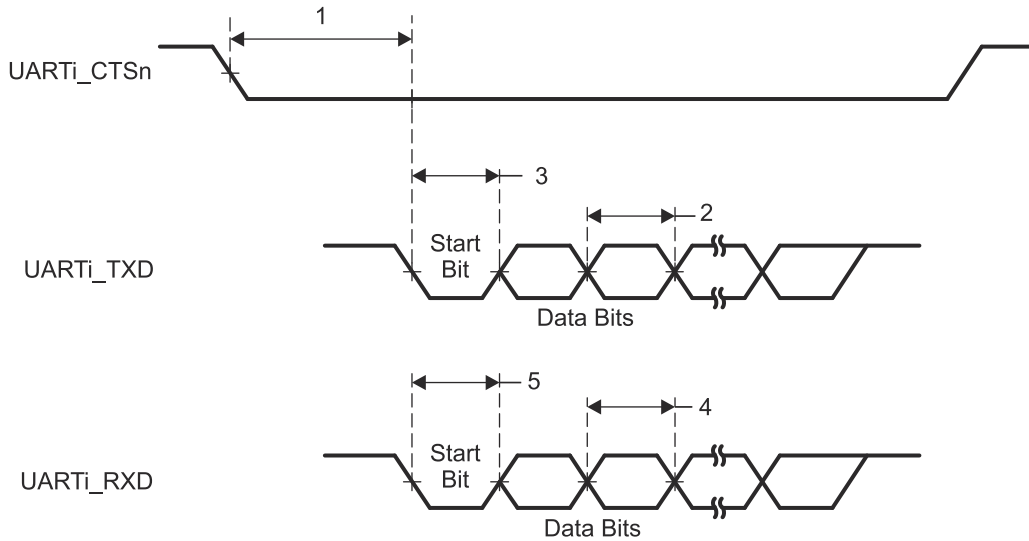 1
UARTi_CTSn
3
2
Start
Bit
UARTi_TXD
Data Bits
5
4
Start
Bit
UARTi_RXD
Data Bits